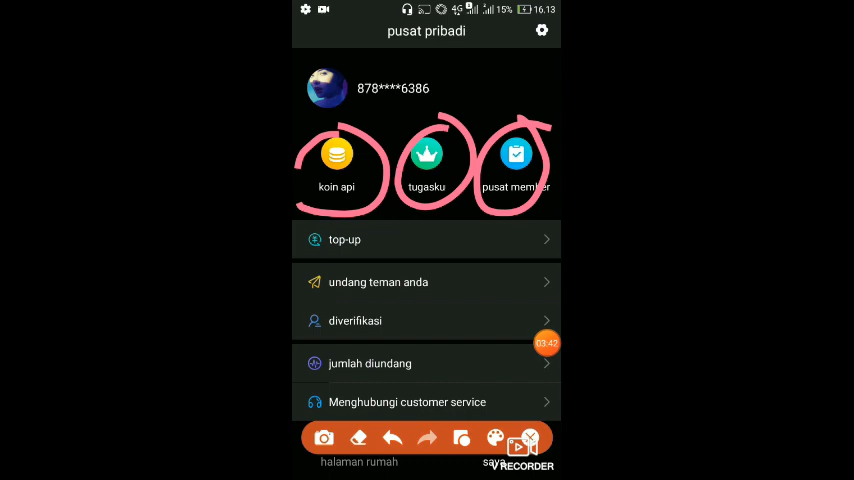 4G 15% 16.13
pusat pribadi
878****6386
koin api
tugasku
pusat member
top-up
undang teman anda
diverifikasi
03:42
jumlah diundang
Menghubungi customer service
halaman rumah
saya
V RECORDER